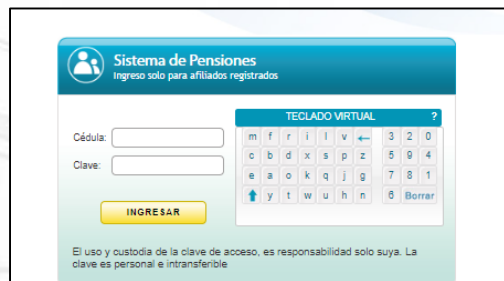 Sistema de Pensiones
Ingreso solo para afiliados registrados
TECLADO VIRTUAL ?
Cédula:
m f r i l v ← 3 2 0
c b d x s p z 5 9 4
Clave:
e a o k q j g 7 8 1
y t w u h n 6 Borrar
INGRESAR
El uso y custodia de la clave de acceso, es responsabilidad solo suya. La
clave es personal e intransferible